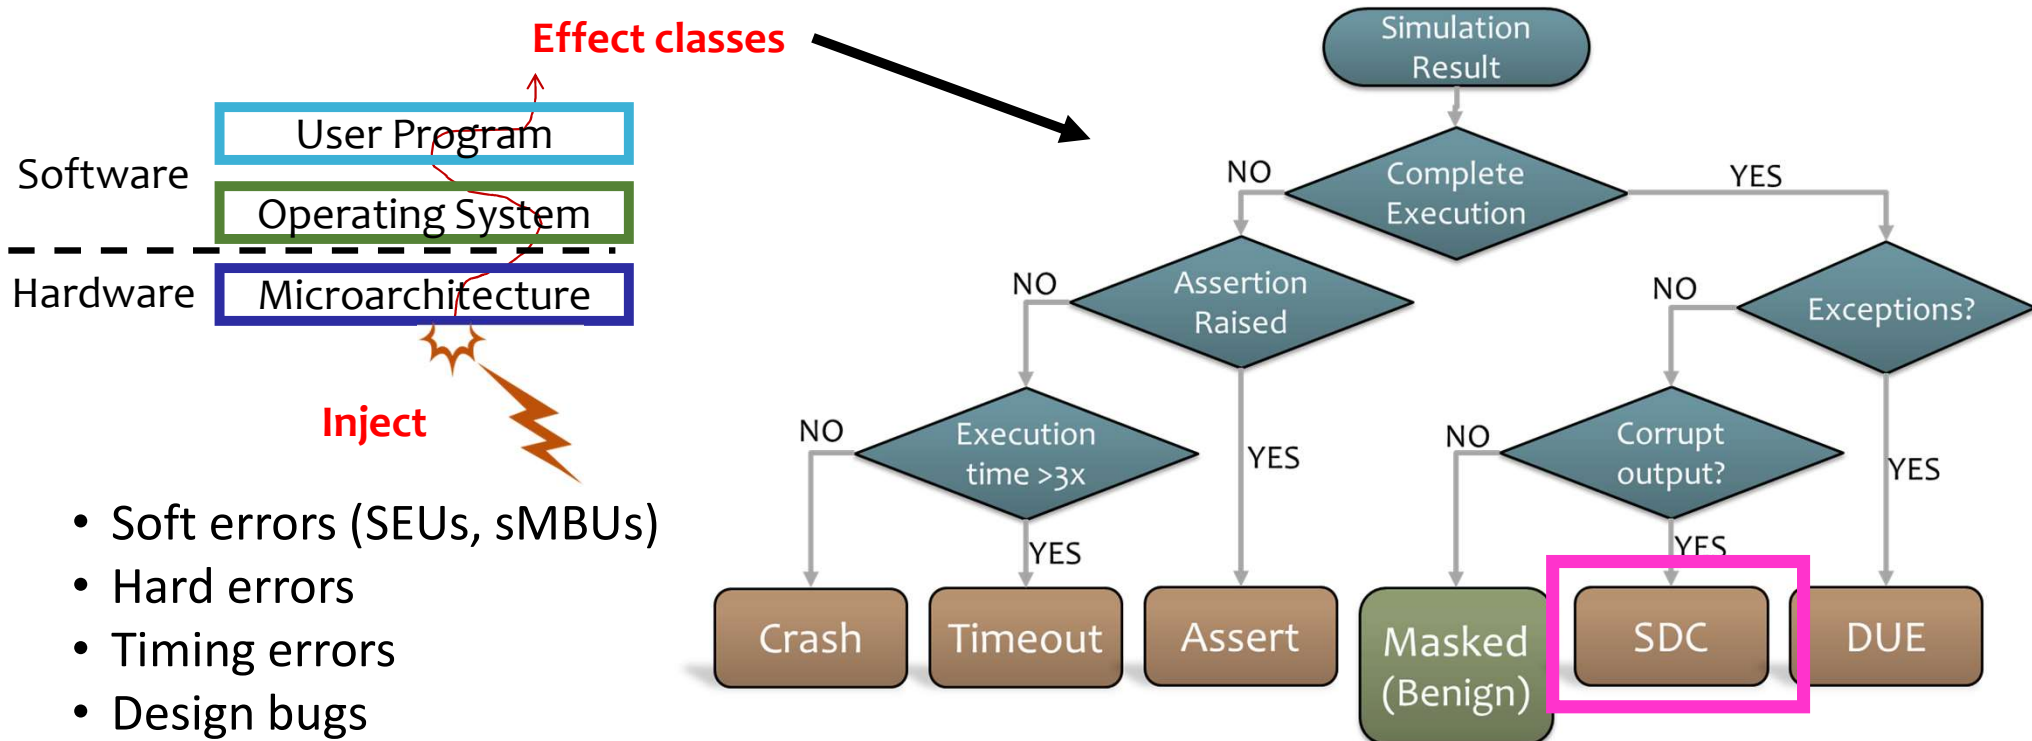 Effect classes
User Program
Software
Operating System
Hardware
Microarchitecture
Inject
• Soft errors (SEUs, sMBUs)
• Hard errors
• Timing errors
• Design bugs
Simulation
Result
Complete
Execution
NO
YES
Assertion
Raised
NO
YES
Exceptions?
NO
YES
Execution
time >3x
NO
YES
Corrupt
output?
NO
YES
Crash
Timeout
Assert
Masked
(Benign)
SDC
DUE